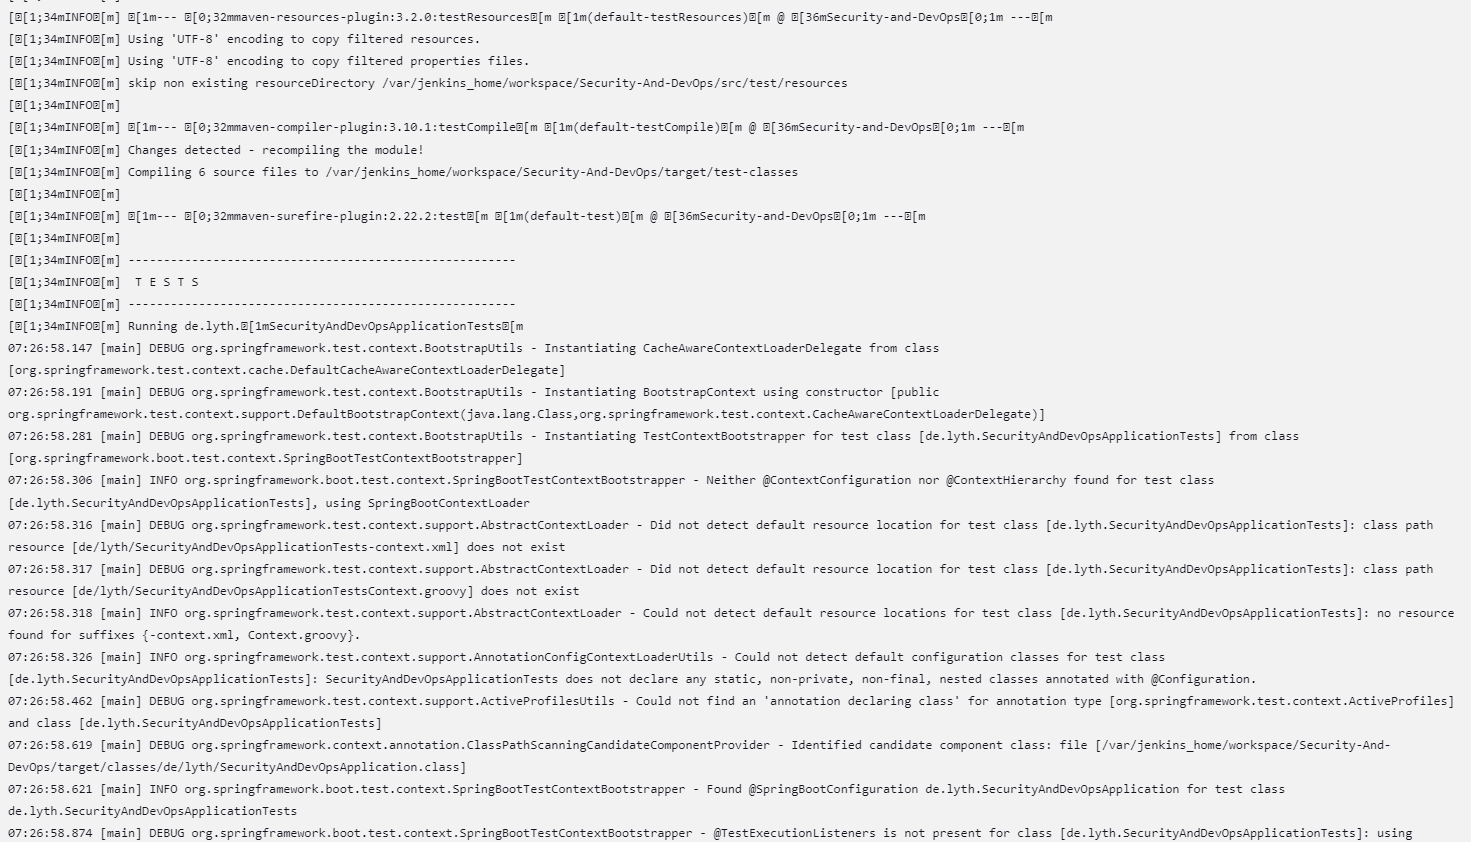 [�[1;34mINFO�[m] �[1m--- �[0;32mmaven-resources-plugin:3.2.0:testResources�[m �[1m(default-testResources)�[m @ �[36mSecurity-and-DevOps�[0;1m ---�[m
[�[1;34mINFO�[m] Using 'UTF-8' encoding to copy filtered resources.
[�[1;34mINFO�[m] Using 'UTF-8' encoding to copy filtered properties files.
[�[1;34mINFO�[m] skip non existing resourceDirectory /var/jenkins_home/workspace/Security-And-DevOps/src/test/resources
[�[1;34mINFO�[m]
[�[1;34mINFO�[m] �[1m--- �[0;32mmaven-compiler-plugin:3.10.1:testCompile�[m �[1m(default-testCompile)�[m @ �[36mSecurity-and-DevOps�[0;1m ---�[m
[�[1;34mINFO�[m] Changes detected - recompiling the module!
[�[1;34mINFO�[m] Compiling 6 source files to /var/jenkins_home/workspace/Security-And-DevOps/target/test-classes
[�[1;34mINFO�[m]
[�[1;34mINFO�[m] �[1m--- �[0;32mmaven-surefire-plugin:2.22.2:test�[m �[1m(default-test)�[m @ �[36mSecurity-and-DevOps�[0;1m ---�[m
[�[1;34mINFO�[m]
[�[1;34mINFO�[m] -------------------------------------------------------
[�[1;34mINFO�[m]  T E S T S
[�[1;34mINFO�[m] -------------------------------------------------------
[�[1;34mINFO�[m] Running de.lyth.�[1mSecurityAndDevOpsApplicationTests�[m
07:26:58.147 [main] DEBUG org.springframework.test.context.BootstrapUtils - Instantiating CacheAwareContextLoaderDelegate from class
[org.springframework.test.context.cache.DefaultCacheAwareContextLoaderDelegate]
07:26:58.191 [main] DEBUG org.springframework.test.context.BootstrapUtils - Instantiating BootstrapContext using constructor [public
org.springframework.test.context.support.DefaultBootstrapContext(java.lang.Class,org.springframework.test.context.CacheAwareContextLoaderDelegate)]
07:26:58.281 [main] DEBUG org.springframework.test.context.BootstrapUtils - Instantiating TestContextBootstrapper for test class [de.lyth.SecurityAndDevOpsApplicationTests] from class
[org.springframework.boot.test.context.SpringBootTestContextBootstrapper]
07:26:58.306 [main] INFO org.springframework.boot.test.context.SpringBootTestContextBootstrapper - Neither @ContextConfiguration nor @ContextHierarchy found for test class
[de.lyth.SecurityAndDevOpsApplicationTests], using SpringBootContextLoader
07:26:58.316 [main] DEBUG org.springframework.test.context.support.AbstractContextLoader - Did not detect default resource location for test class [de.lyth.SecurityAndDevOpsApplicationTests]: class path
resource [de/lyth/SecurityAndDevOpsApplicationTests-context.xml] does not exist
07:26:58.317 [main] DEBUG org.springframework.test.context.support.AbstractContextLoader - Did not detect default resource location for test class [de.lyth.SecurityAndDevOpsApplicationTests]: class path
resource [de/lyth/SecurityAndDevOpsApplicationTestsContext.groovy] does not exist
07:26:58.318 [main] INFO org.springframework.test.context.support.AbstractContextLoader - Could not detect default resource locations for test class [de.lyth.SecurityAndDevOpsApplicationTests]: no resource
found for suffixes {-context.xml, Context.groovy}.
07:26:58.326 [main] INFO org.springframework.test.context.support.AnnotationConfigContextLoaderUtils - Could not detect default configuration classes for test class
[de.lyth.SecurityAndDevOpsApplicationTests]: SecurityAndDevOpsApplicationTests does not declare any static, non-private, non-final, nested classes annotated with @Configuration.
07:26:58.462 [main] DEBUG org.springframework.test.context.support.ActiveProfilesUtils - Could not find an 'annotation declaring class' for annotation type [org.springframework.test.context.ActiveProfiles]
and class [de.lyth.SecurityAndDevOpsApplicationTests]
07:26:58.619 [main] DEBUG org.springframework.context.annotation.ClassPathScanningCandidateComponentProvider - Identified candidate component class: file [/var/jenkins_home/workspace/Security-And-
DevOps/target/classes/de/lyth/SecurityAndDevOpsApplication.class]
07:26:58.621 [main] INFO org.springframework.boot.test.context.SpringBootTestContextBootstrapper - Found @SpringBootConfiguration de.lyth.SecurityAndDevOpsApplication for test class
de.lyth.SecurityAndDevOpsApplicationTests
07:26:58.874 [main] DEBUG org.springframework.boot.test.context.SpringBootTestContextBootstrapper - @TestExecutionListeners is not present for class [de.lyth.SecurityAndDevOpsApplicationTests]: using